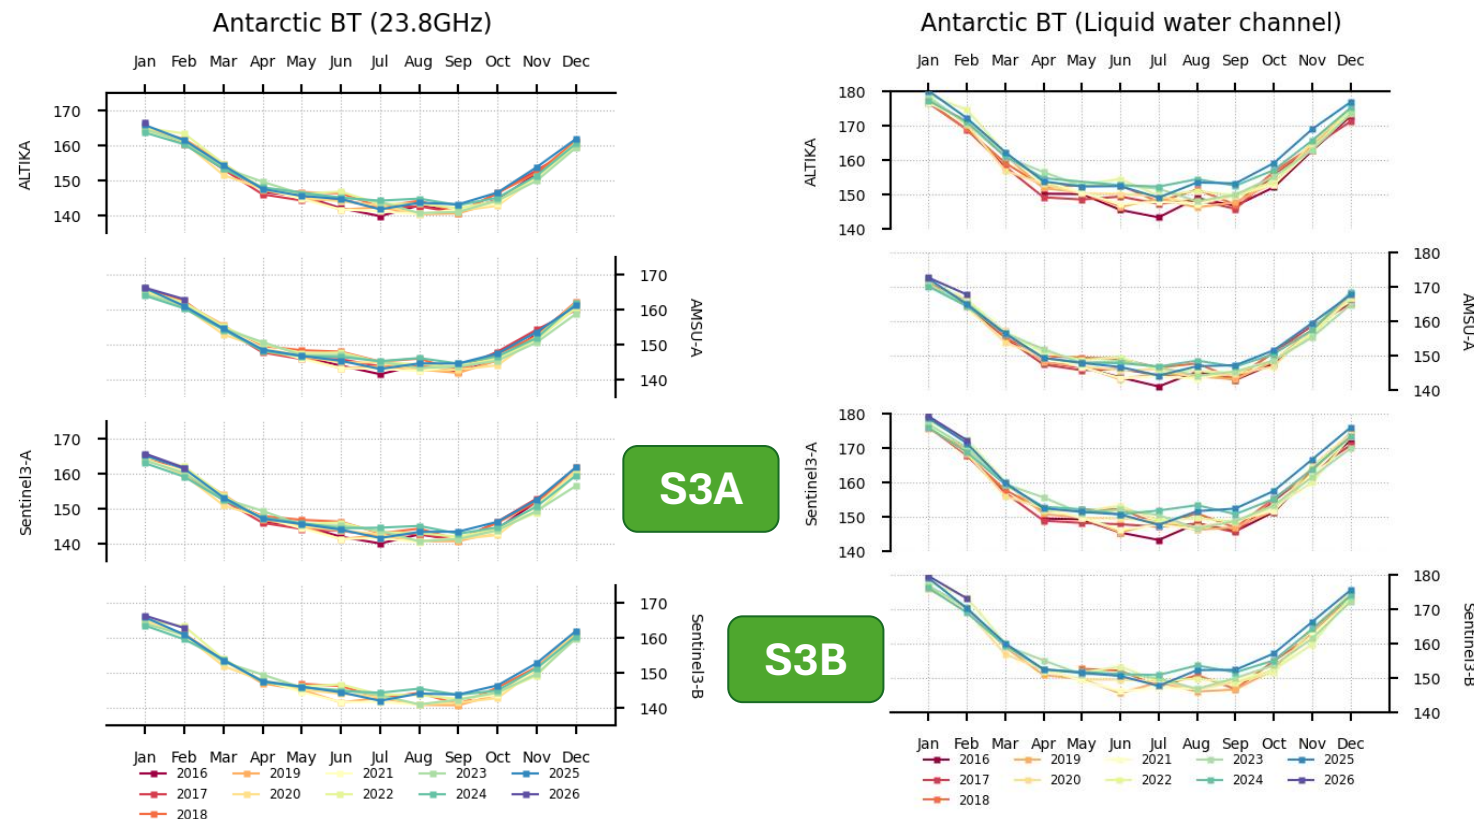 Antarctic BT (23.8GHz)
Jan Feb Mar Apr May Jun Jul Aug Sep Oct Nov Dec
170
160
150
140
ALTIKA
170
160
150
140
AMSU-A
170
160
150
140
Sentinel3-A
170
160
150
140
Sentinel3-B
Jan Feb Mar Apr May Jun Jul Aug Sep Oct Nov Dec
2016 2019 2021 2023 2025
2017 2020 2022 2024 2026
2018
S3A
S3B
Antarctic BT (Liquid water channel)
Jan Feb Mar Apr May Jun Jul Aug Sep Oct Nov Dec
180
170
160
150
140
ALTIKA
180
170
160
150
140
AMSU-A
180
170
160
150
140
Sentinel3-A
180
170
160
150
140
Sentinel3-B
Jan Feb Mar Apr May Jun Jul Aug Sep Oct Nov Dec
2016 2019 2021 2023 2025
2017 2020 2022 2024 2026
2018